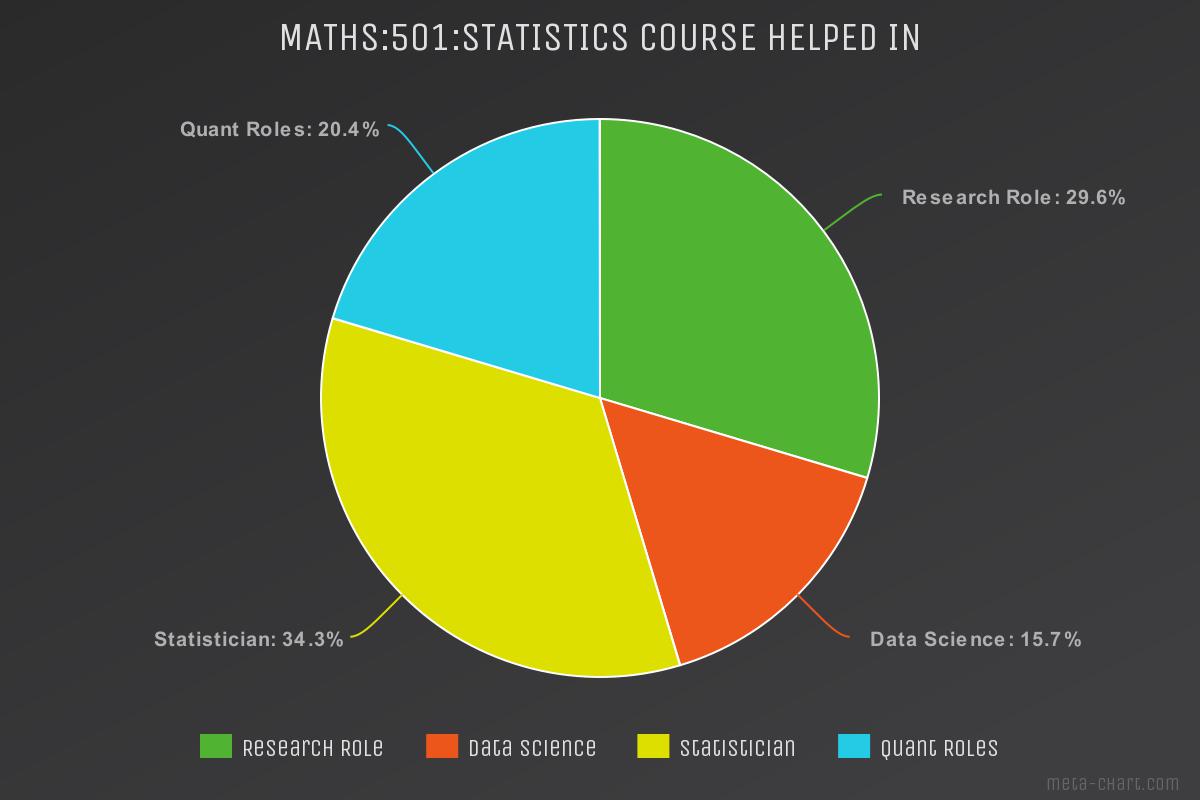 MATHS:501:STATISTICS COURSE HELPED IN
Quant Roles: 20.4%
Research Role: 29.6%
Statistician: 34.3%
Data Science: 15.7%
Research Role
Data Science
Statistician
Quant Roles
meta-chart.com